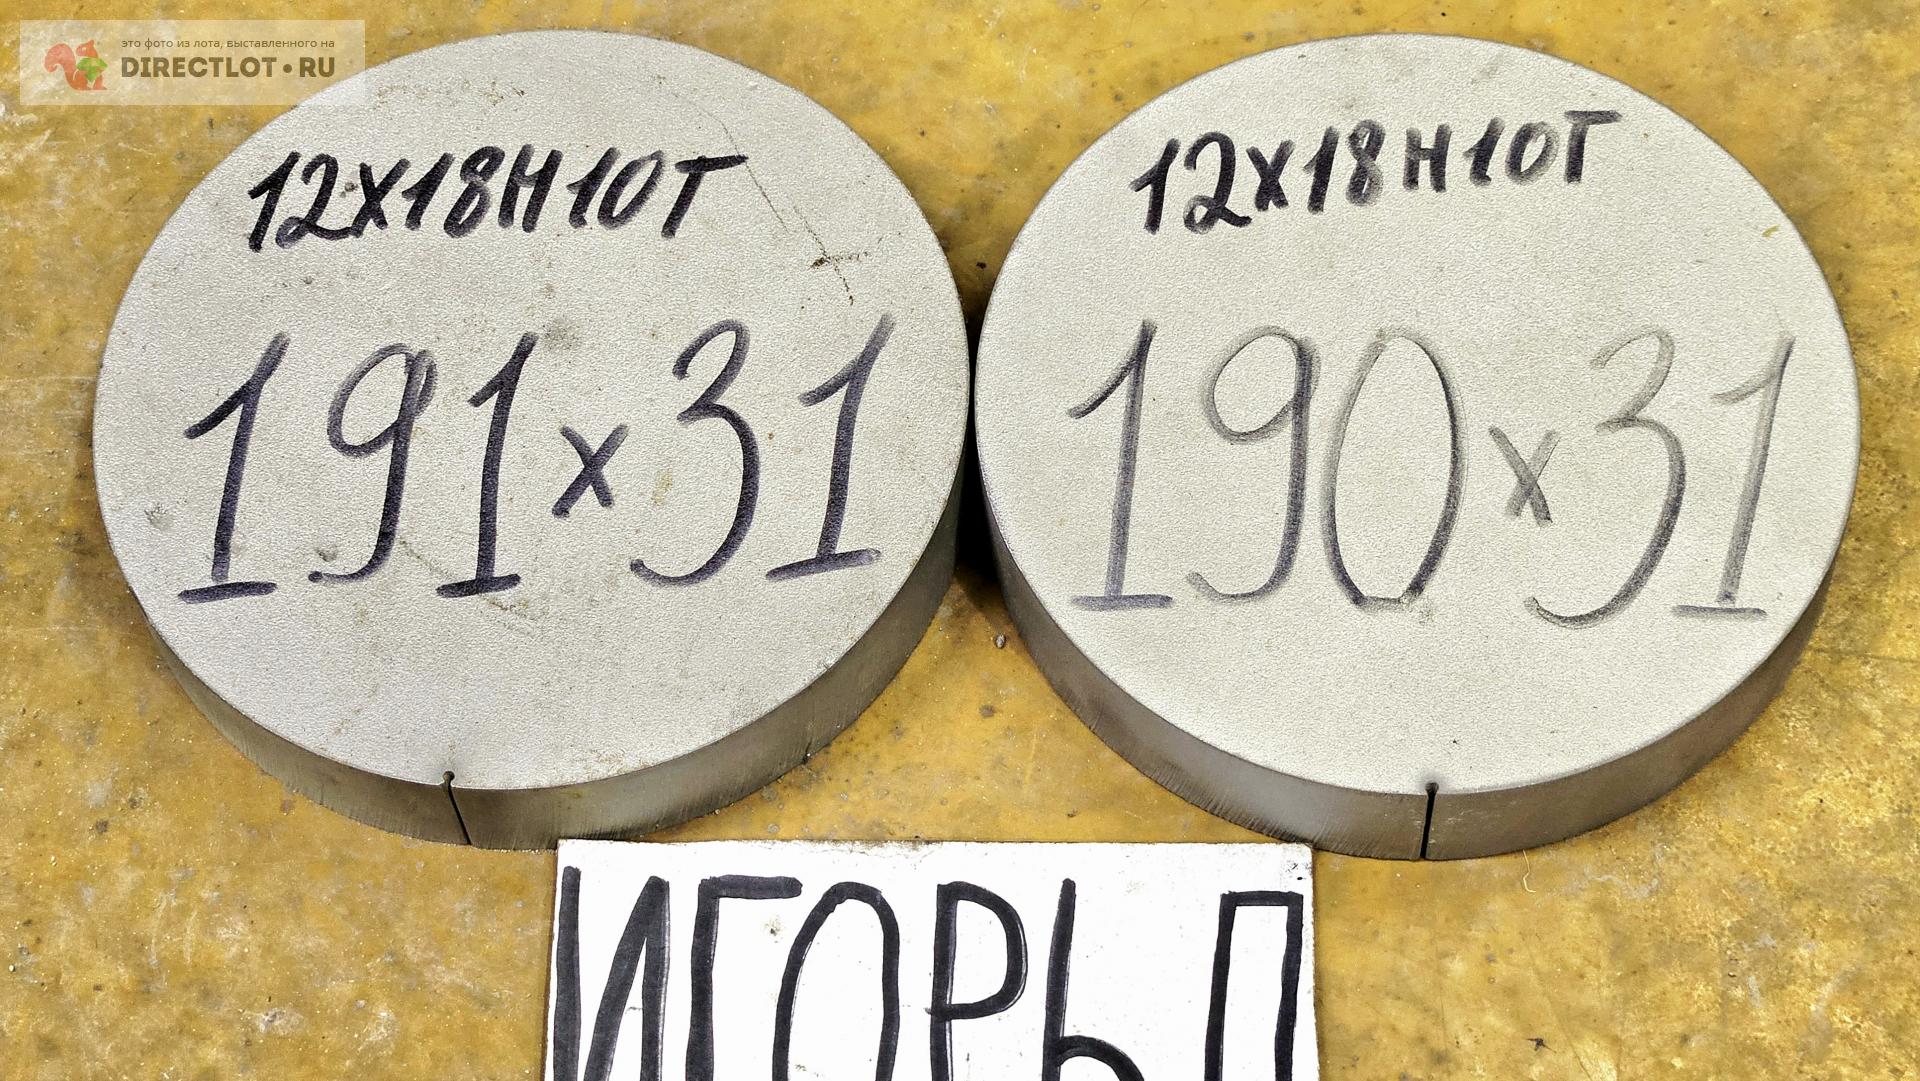 это фото из лота, выставленного на
DIRECTLOT•RU
12Х18Н10Т
191х31
12Х18Н10Т
190х31
ИГОРЬ П